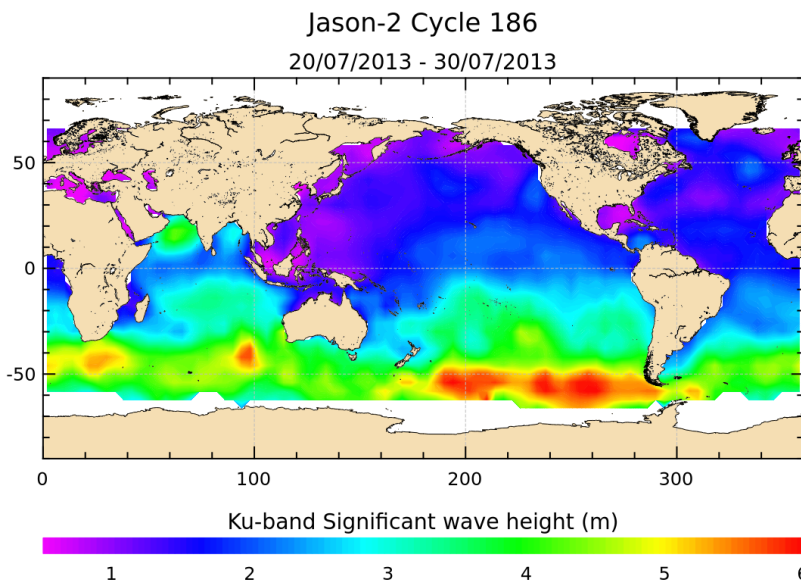 Jason-2 Cycle 186
20/07/2013 - 30/07/2013
50
0
-50
0 100 200 300
Ku-band Significant wave height (m)
1 2 3 4 5 6